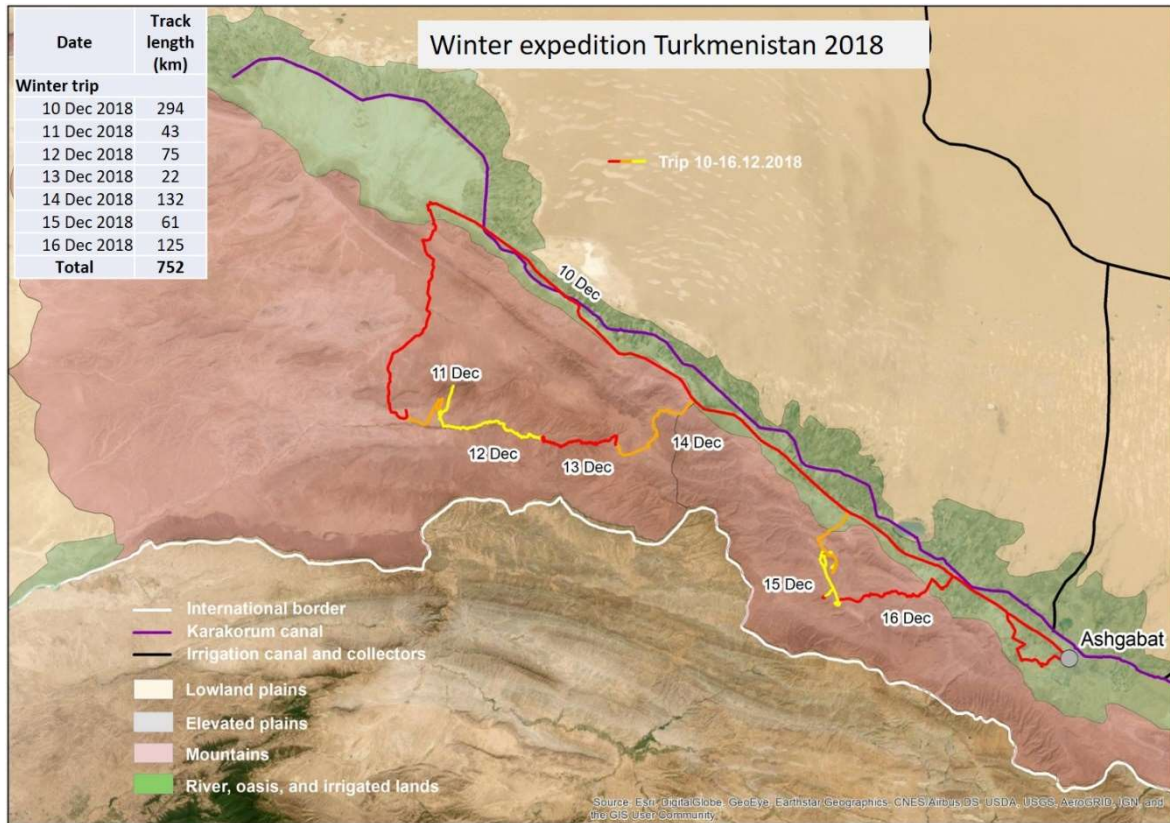 Winter expedition Turkmenistan 2018
Date Track length (km)
Winter trip
10 Dec 2018 294
11 Dec 2018 43
12 Dec 2018 75
13 Dec 2018 22
14 Dec 2018 132
15 Dec 2018 61
16 Dec 2018 125
Total 752
Trip 10-16.12.2018
10 Dec
11 Dec
12 Dec
13 Dec
14 Dec
15 Dec
16 Dec
Ashgabat
International border
Karakorum canal
Irrigation canal and collectors
Lowland plains
Elevated plains
Mountains
River, oasis, and irrigated lands
Source: Esri, DigitalGlobe, GeoEye, Earthstar Geographics, CNES/Airbus DS, USDA, USGS, AeroGRID, IGN, and
the GIS User Community,